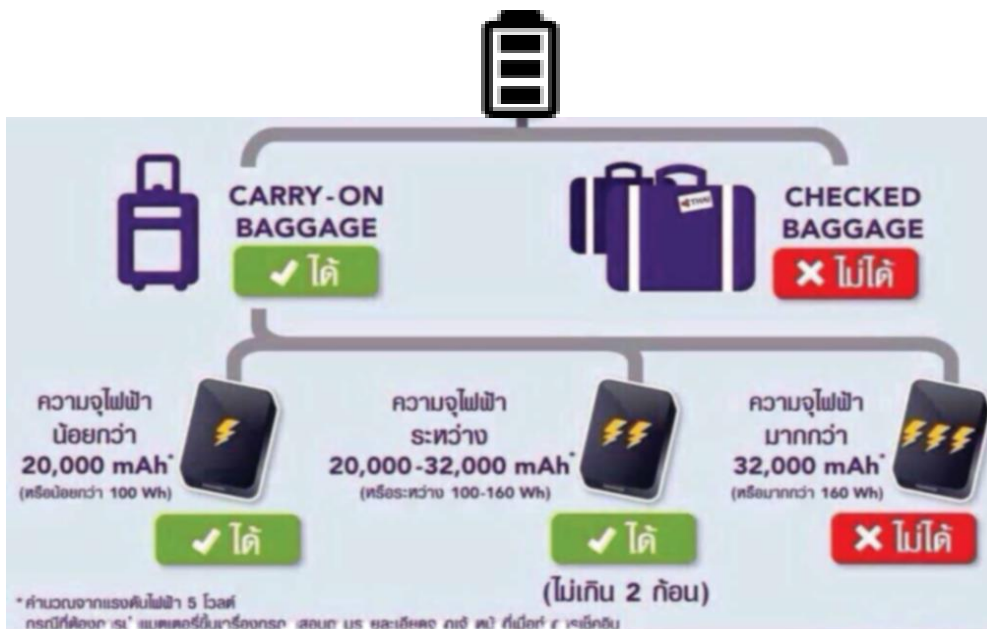 CARRY-ON
BAGGAGE
ได้
THAI
CHECKED
BAGGAGE
ไม่ได้
ความจุไฟฟ้า
น้อยกว่า
20,000 mAh*
(หรือน้อยกว่า 100 Wh)
ได้
ความจุไฟฟ้า
ระหว่าง
20,000-32,000 mAh*
(หรือระหว่าง 100-160 Wh)
ได้
(ไม่เกิน 2 ก้อน)
ความจุไฟฟ้า
มากกว่า
32,000 mAh*
(หรือมากกว่า 160 Wh)
ไม่ได้
*คำนวณจากแรงดันไฟฟ้า 5 โวลต์